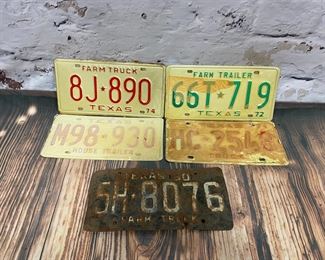 FARM TRUCK
8J★890
TEXAS 74
FARM TRAILER
66T★719
TEXAS 72
M98-930
HOUSE TRAILER
TRUCK
5H★8076
FARM TRUCK